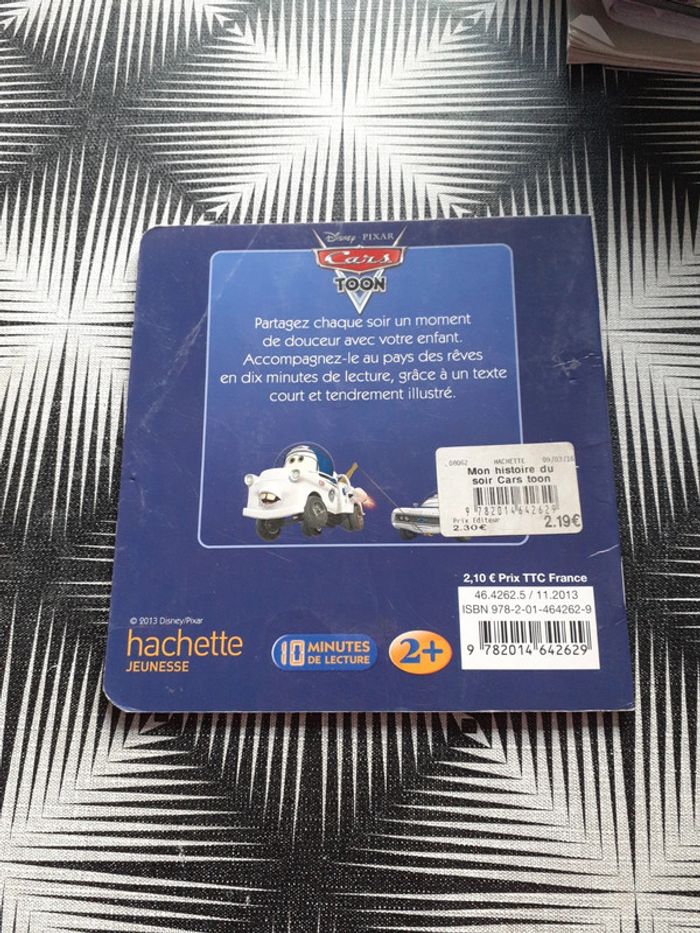 Disney · PIXAR
Cars
TOON
Partagez chaque soir un moment
de douceur avec votre enfant.
Accompagnez-le au pays des rêves
en dix minutes de lecture, grâce à un texte
court et tendrement illustré.
08062 HACHETTE 09/03/16
Mon histoire du
soir Cars toon
9 782014 642629
Prix Editeur
2.30€ 2.19€
2,10 € Prix TTC France
46.4262.5 / 11.2013
ISBN 978-2-01-464262-9
9 782014 642629
© 2013 Disney/Pixar
hachette
JEUNESSE
10 MINUTES
DE LECTURE
2+